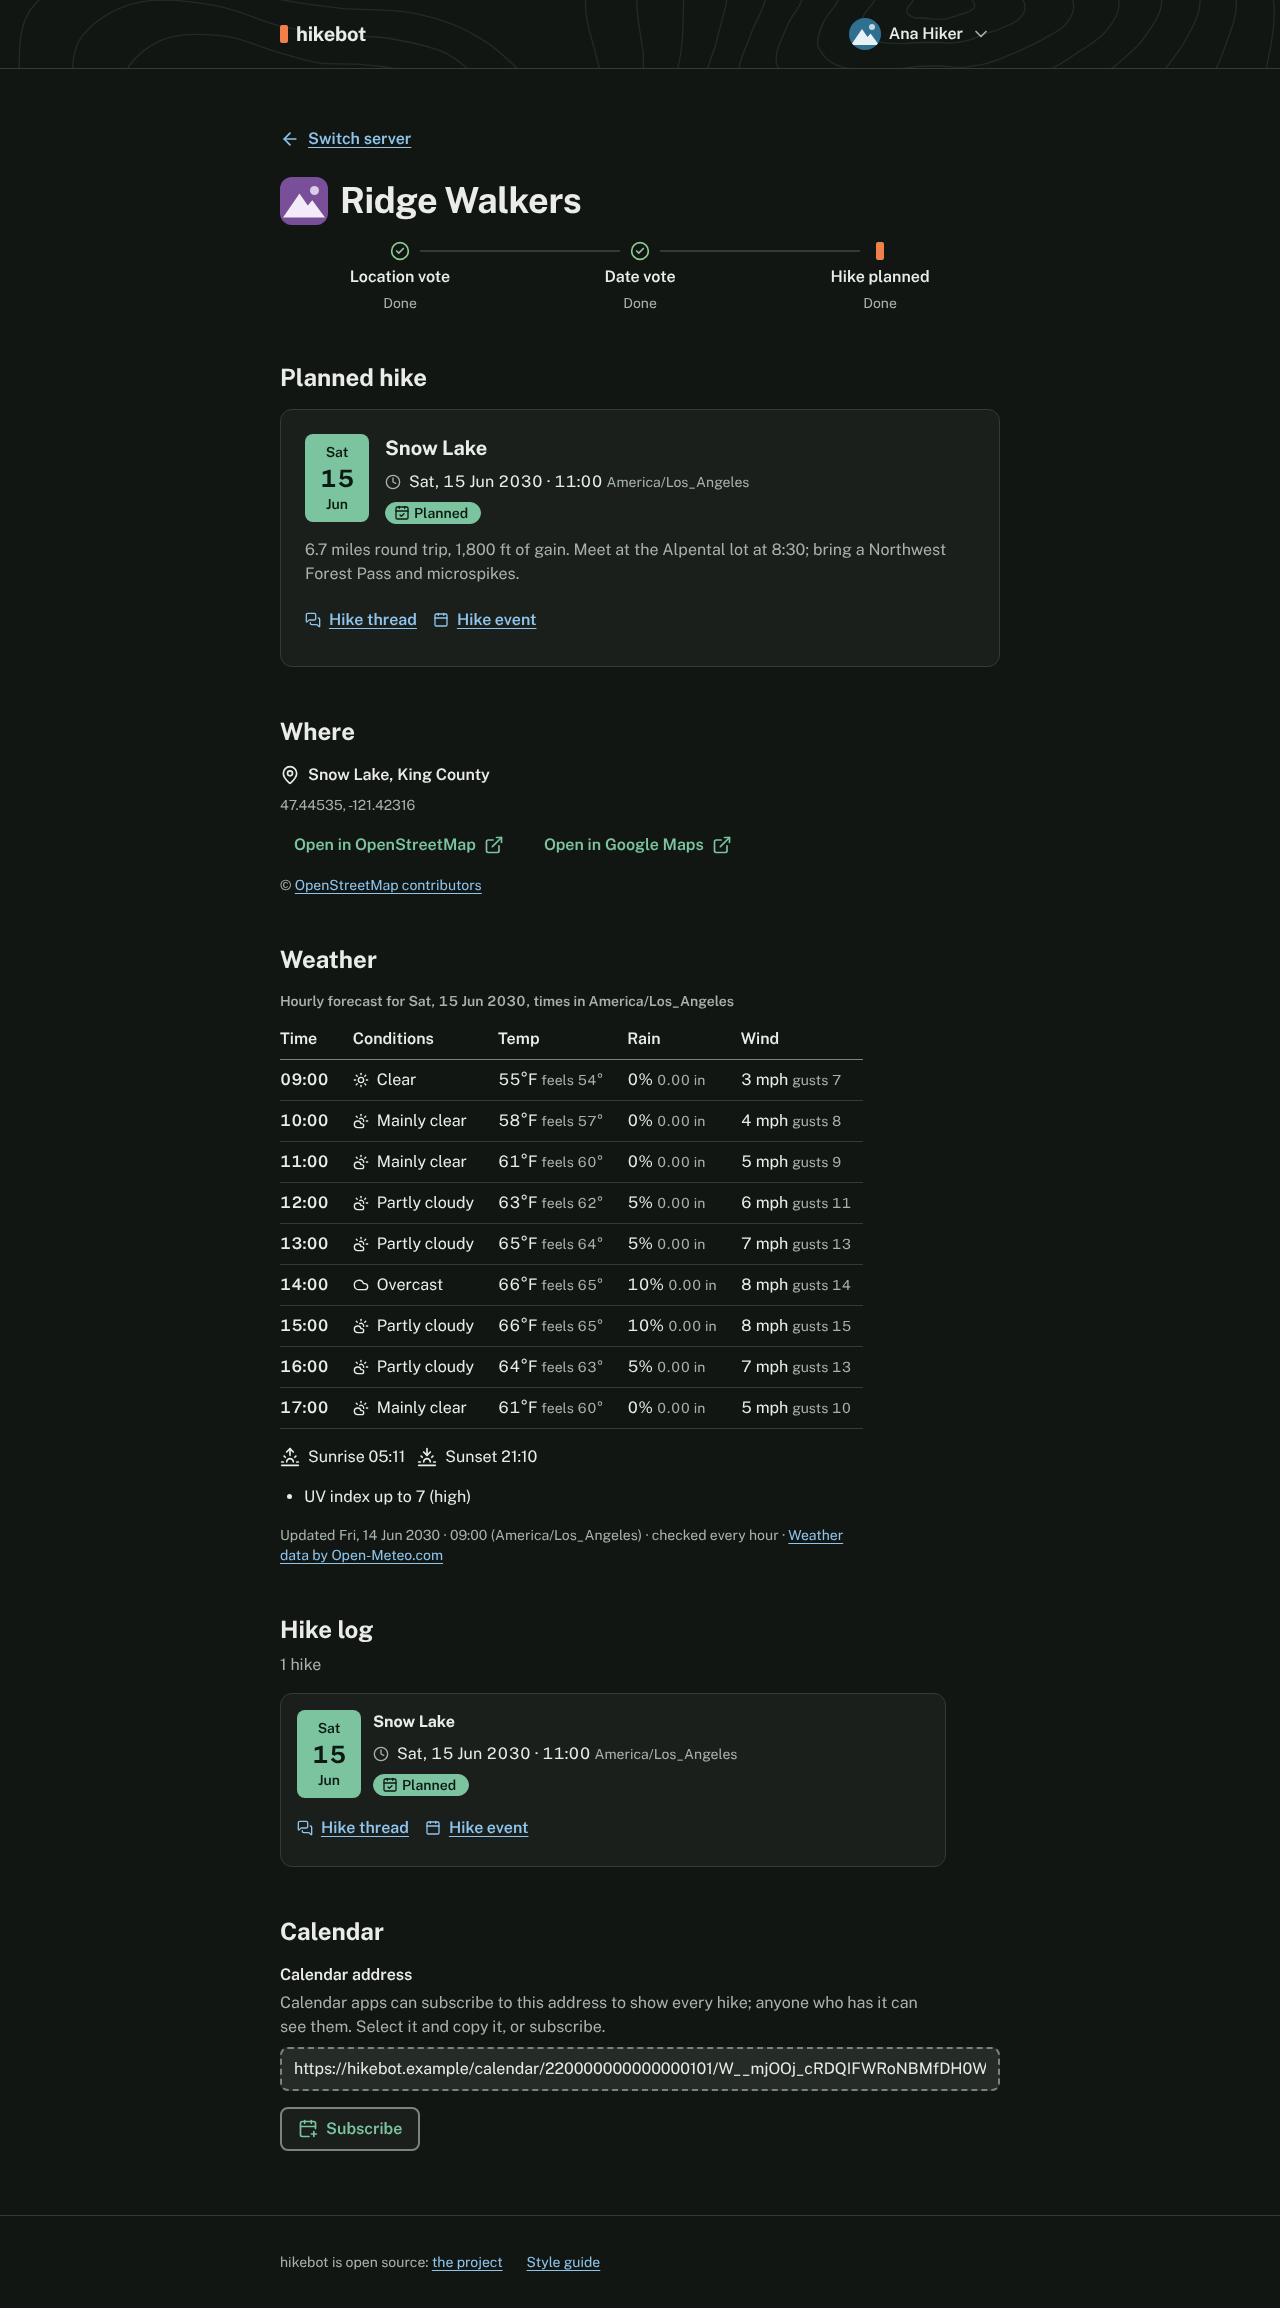 hikebot
Ana Hiker
Switch server
Ridge Walkers
Location vote
Done
Date vote
Done
Hike planned
Done
Planned hike
Sat
15
Jun
Snow Lake
Sat, 15 Jun 2030 · 11:00 America/Los_Angeles
Planned
6.7 miles round trip, 1,800 ft of gain. Meet at the Alpental lot at 8:30; bring a Northwest
Forest Pass and microspikes.
Hike thread Hike event
Where
Snow Lake, King County
47.44535, -121.42316
Open in OpenStreetMap Open in Google Maps
© OpenStreetMap contributors
Weather
Hourly forecast for Sat, 15 Jun 2030, times in America/Los_Angeles
Time Conditions Temp Rain Wind
09:00 Clear 55°F feels 54° 0% 0.00 in 3 mph gusts 7
10:00 Mainly clear 58°F feels 57° 0% 0.00 in 4 mph gusts 8
11:00 Mainly clear 61°F feels 60° 0% 0.00 in 5 mph gusts 9
12:00 Partly cloudy 63°F feels 62° 5% 0.00 in 6 mph gusts 11
13:00 Partly cloudy 65°F feels 64° 5% 0.00 in 7 mph gusts 13
14:00 Overcast 66°F feels 65° 10% 0.00 in 8 mph gusts 14
15:00 Partly cloudy 66°F feels 65° 10% 0.00 in 8 mph gusts 15
16:00 Partly cloudy 64°F feels 63° 5% 0.00 in 7 mph gusts 13
17:00 Mainly clear 61°F feels 60° 0% 0.00 in 5 mph gusts 10
Sunrise 05:11 Sunset 21:10
• UV index up to 7 (high)
Updated Fri, 14 Jun 2030 · 09:00 (America/Los_Angeles) · checked every hour · Weather
data by Open-Meteo.com
Hike log
1 hike
Sat
15
Jun
Snow Lake
Sat, 15 Jun 2030 · 11:00 America/Los_Angeles
Planned
Hike thread Hike event
Calendar
Calendar address
Calendar apps can subscribe to this address to show every hike; anyone who has it can
see them. Select it and copy it, or subscribe.
https://hikebot.example/calendar/220000000000000101/W__mjOOj_cRDQIFWRoNBMfDH0W
Subscribe
hikebot is open source: the project Style guide